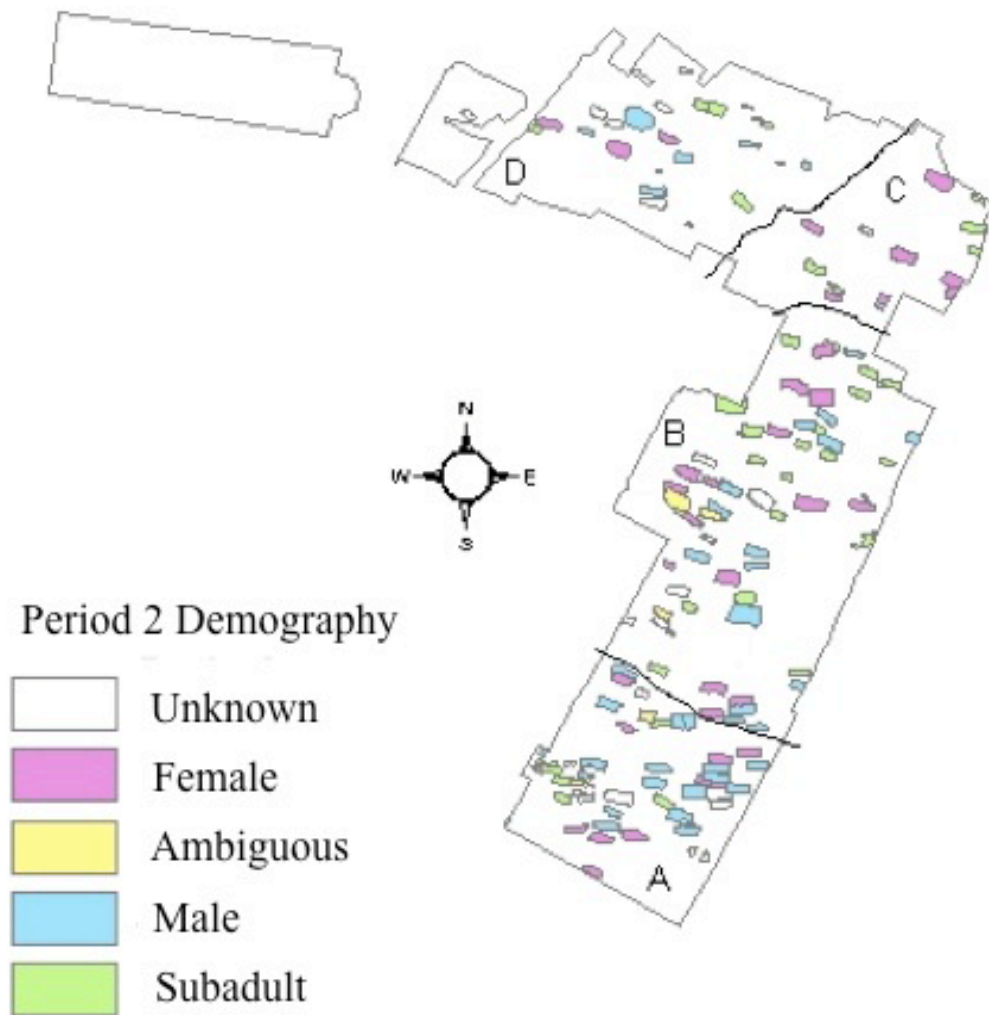 D
C
B
N
W E
S
Period 2 Demography
Unknown
Female
Ambiguous
Male
Subadult
A